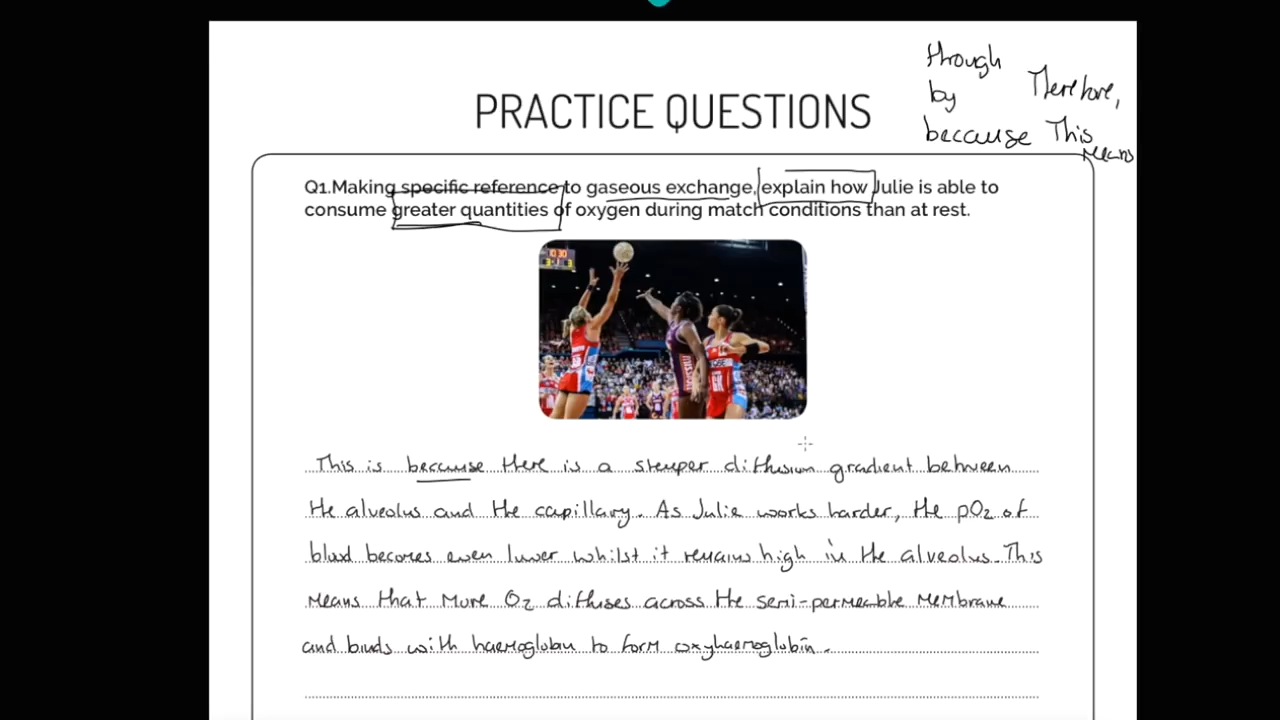 through
by
Therefore,
because This
means
PRACTICE QUESTIONS
Q1.Making specific reference to gaseous exchange, explain how Julie is able to
consume greater quantities of oxygen during match conditions than at rest.
10:30
3 3
This is because there is a steeper diffusion gradient between
the alveolus and the capillary. As Julie works harder, the pO2 of
blood becomes even lower whilst it remains high in the alveolus. This
means that more O2 diffuses across the semi-permeable membrane
and binds with haemoglobin to form oxyhaemoglobin.